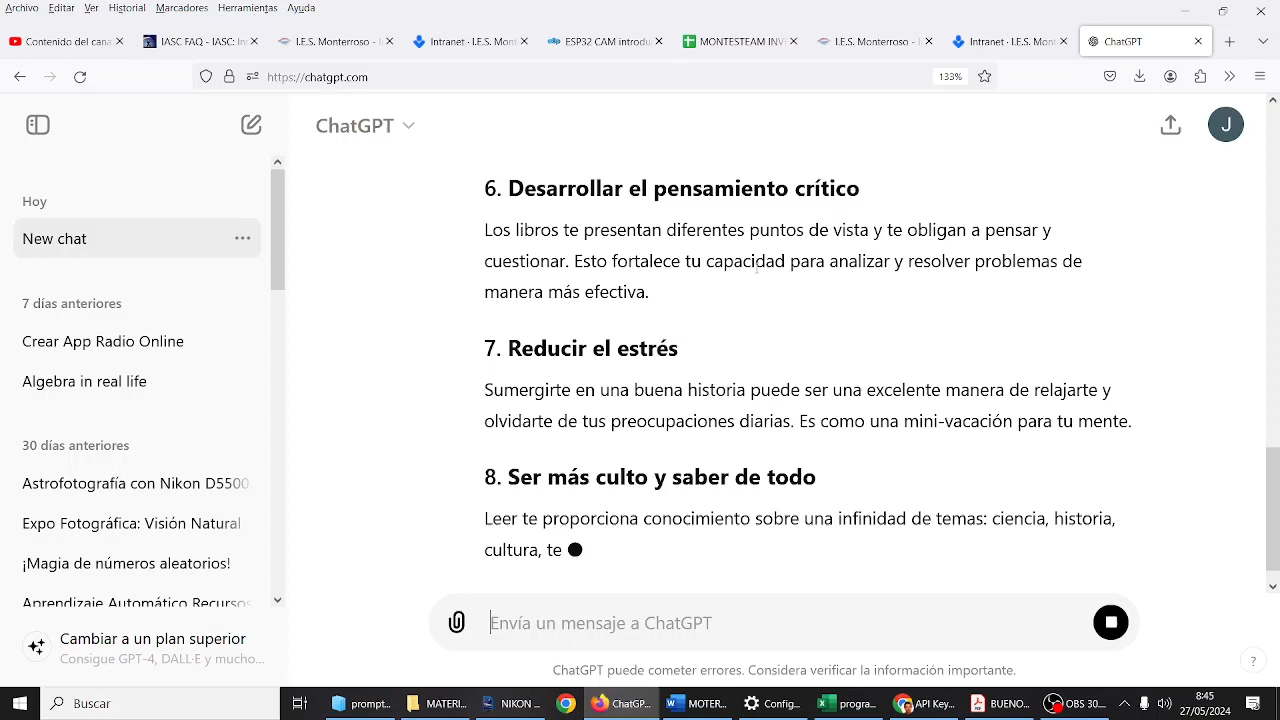 Archivo Editar Ver Historial Marcadores Herramientas Ayuda
Contenido del cana
IASC FAQ - IASC: In
I.E.S. Monterroso - I
Intranet - I.E.S. Mont
ESP32 CAM introdu
MONTESTEAM INV
I.E.S. Monterroso - I
Intranet - I.E.S. Mont
ChatGPT
https://chatgpt.com
133%
ChatGPT
J
Hoy
New chat
7 días anteriores
Crear App Radio Online
Algebra in real life
30 días anteriores
Astrofotografía con Nikon D5500
Expo Fotográfica: Visión Natural
¡Magia de números aleatorios!
Aprendizaje Automático Recursos
Cambiar a un plan superior
Consigue GPT-4, DALL·E y mucho...
6. Desarrollar el pensamiento crítico
Los libros te presentan diferentes puntos de vista y te obligan a pensar y
cuestionar. Esto fortalece tu capacidad para analizar y resolver problemas de
manera más efectiva.
7. Reducir el estrés
Sumergirte en una buena historia puede ser una excelente manera de relajarte y
olvidarte de tus preocupaciones diarias. Es como una mini-vacación para tu mente.
8. Ser más culto y saber de todo
Leer te proporciona conocimiento sobre una infinidad de temas: ciencia, historia,
cultura, te
Envía un mensaje a ChatGPT
ChatGPT puede cometer errores. Considera verificar la información importante.
?
Buscar
prompt...
MATERI...
NIKON ...
ChatGP...
MOTER...
Config...
progra...
API Key...
BUENO...
OBS 30...
8:45
27/05/2024